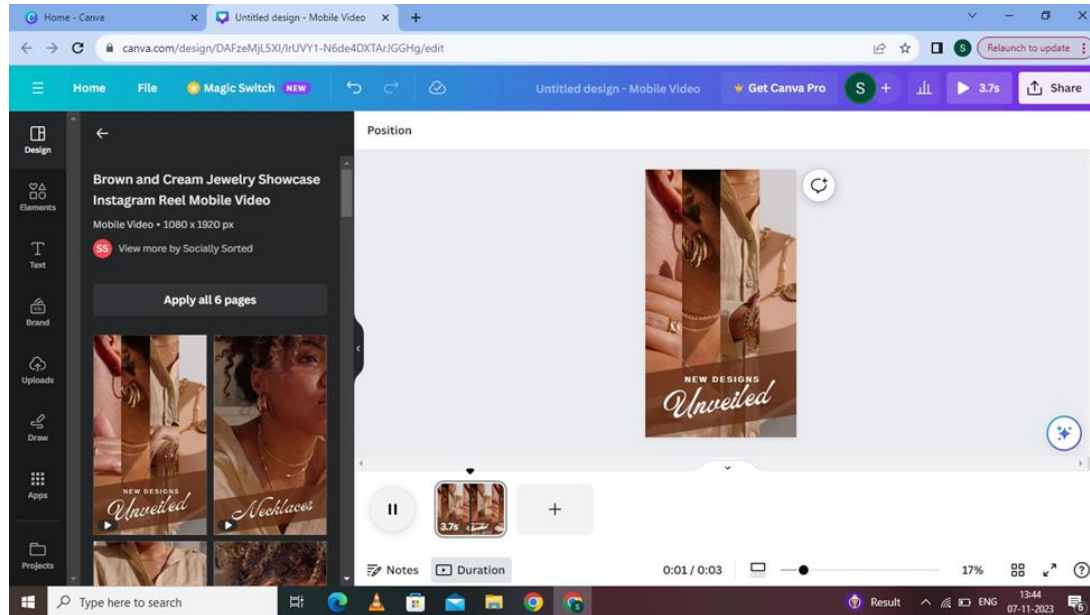 Home - Canva
Untitled design - Mobile Video
canva.com/design/DAFzeMjL5XI/IrUVY1-N6de4DXTArJGGHg/edit
S
Relaunch to update
Home
File
Magic Switch NEW
Untitled design - Mobile Video
Get Canva Pro
S
3.7s
Share
Design
Elements
Text
Brand
Uploads
Draw
Apps
Projects
Brown and Cream Jewelry Showcase
Instagram Reel Mobile Video
Mobile Video • 1080 x 1920 px
SS View more by Socially Sorted
Apply all 6 pages
NEW DESIGNS
Unveiled
Necklaces
Position
NEW DESIGNS
Unveiled
3.7s
Notes
Duration
0:01 / 0:03
17%
Type here to search
Result
ENG
13:44
07-11-2023